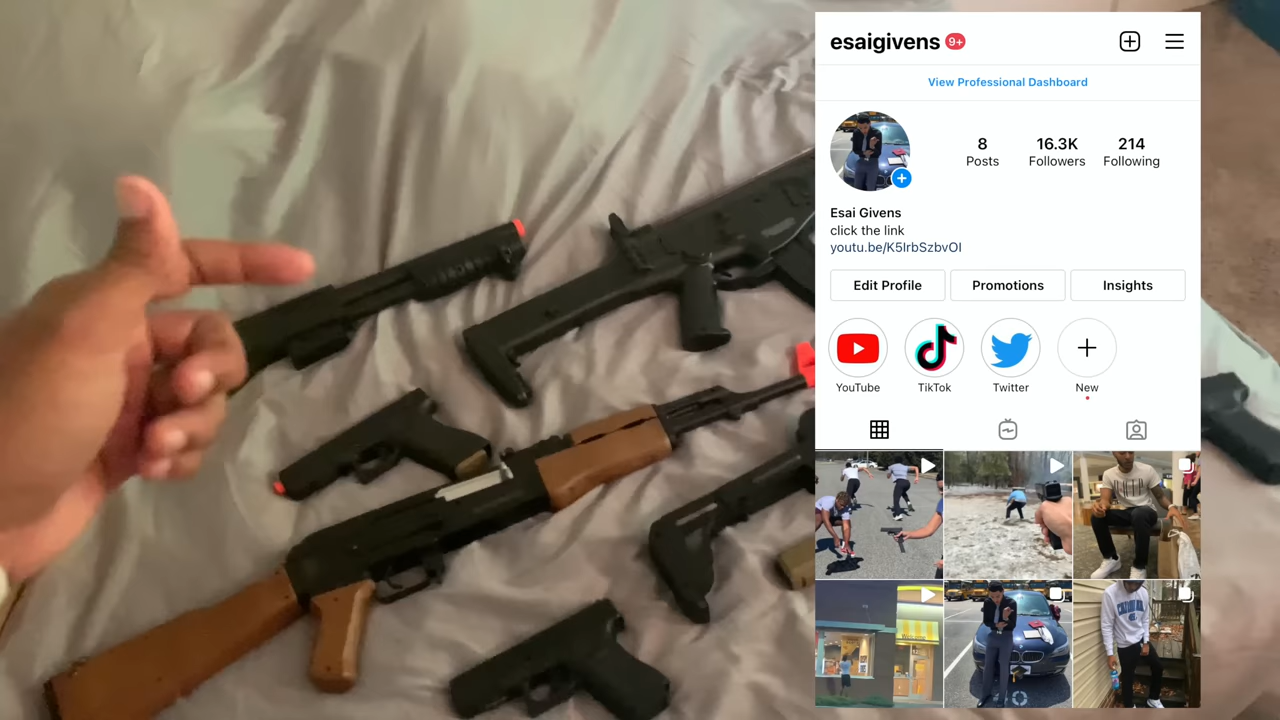 esaigivens 9+
View Professional Dashboard
8 16.3K 214
Posts Followers Following
Esai Givens
click the link
youtu.be/K5IrbSzbvOI
Edit Profile Promotions Insights
YouTube TikTok Twitter New